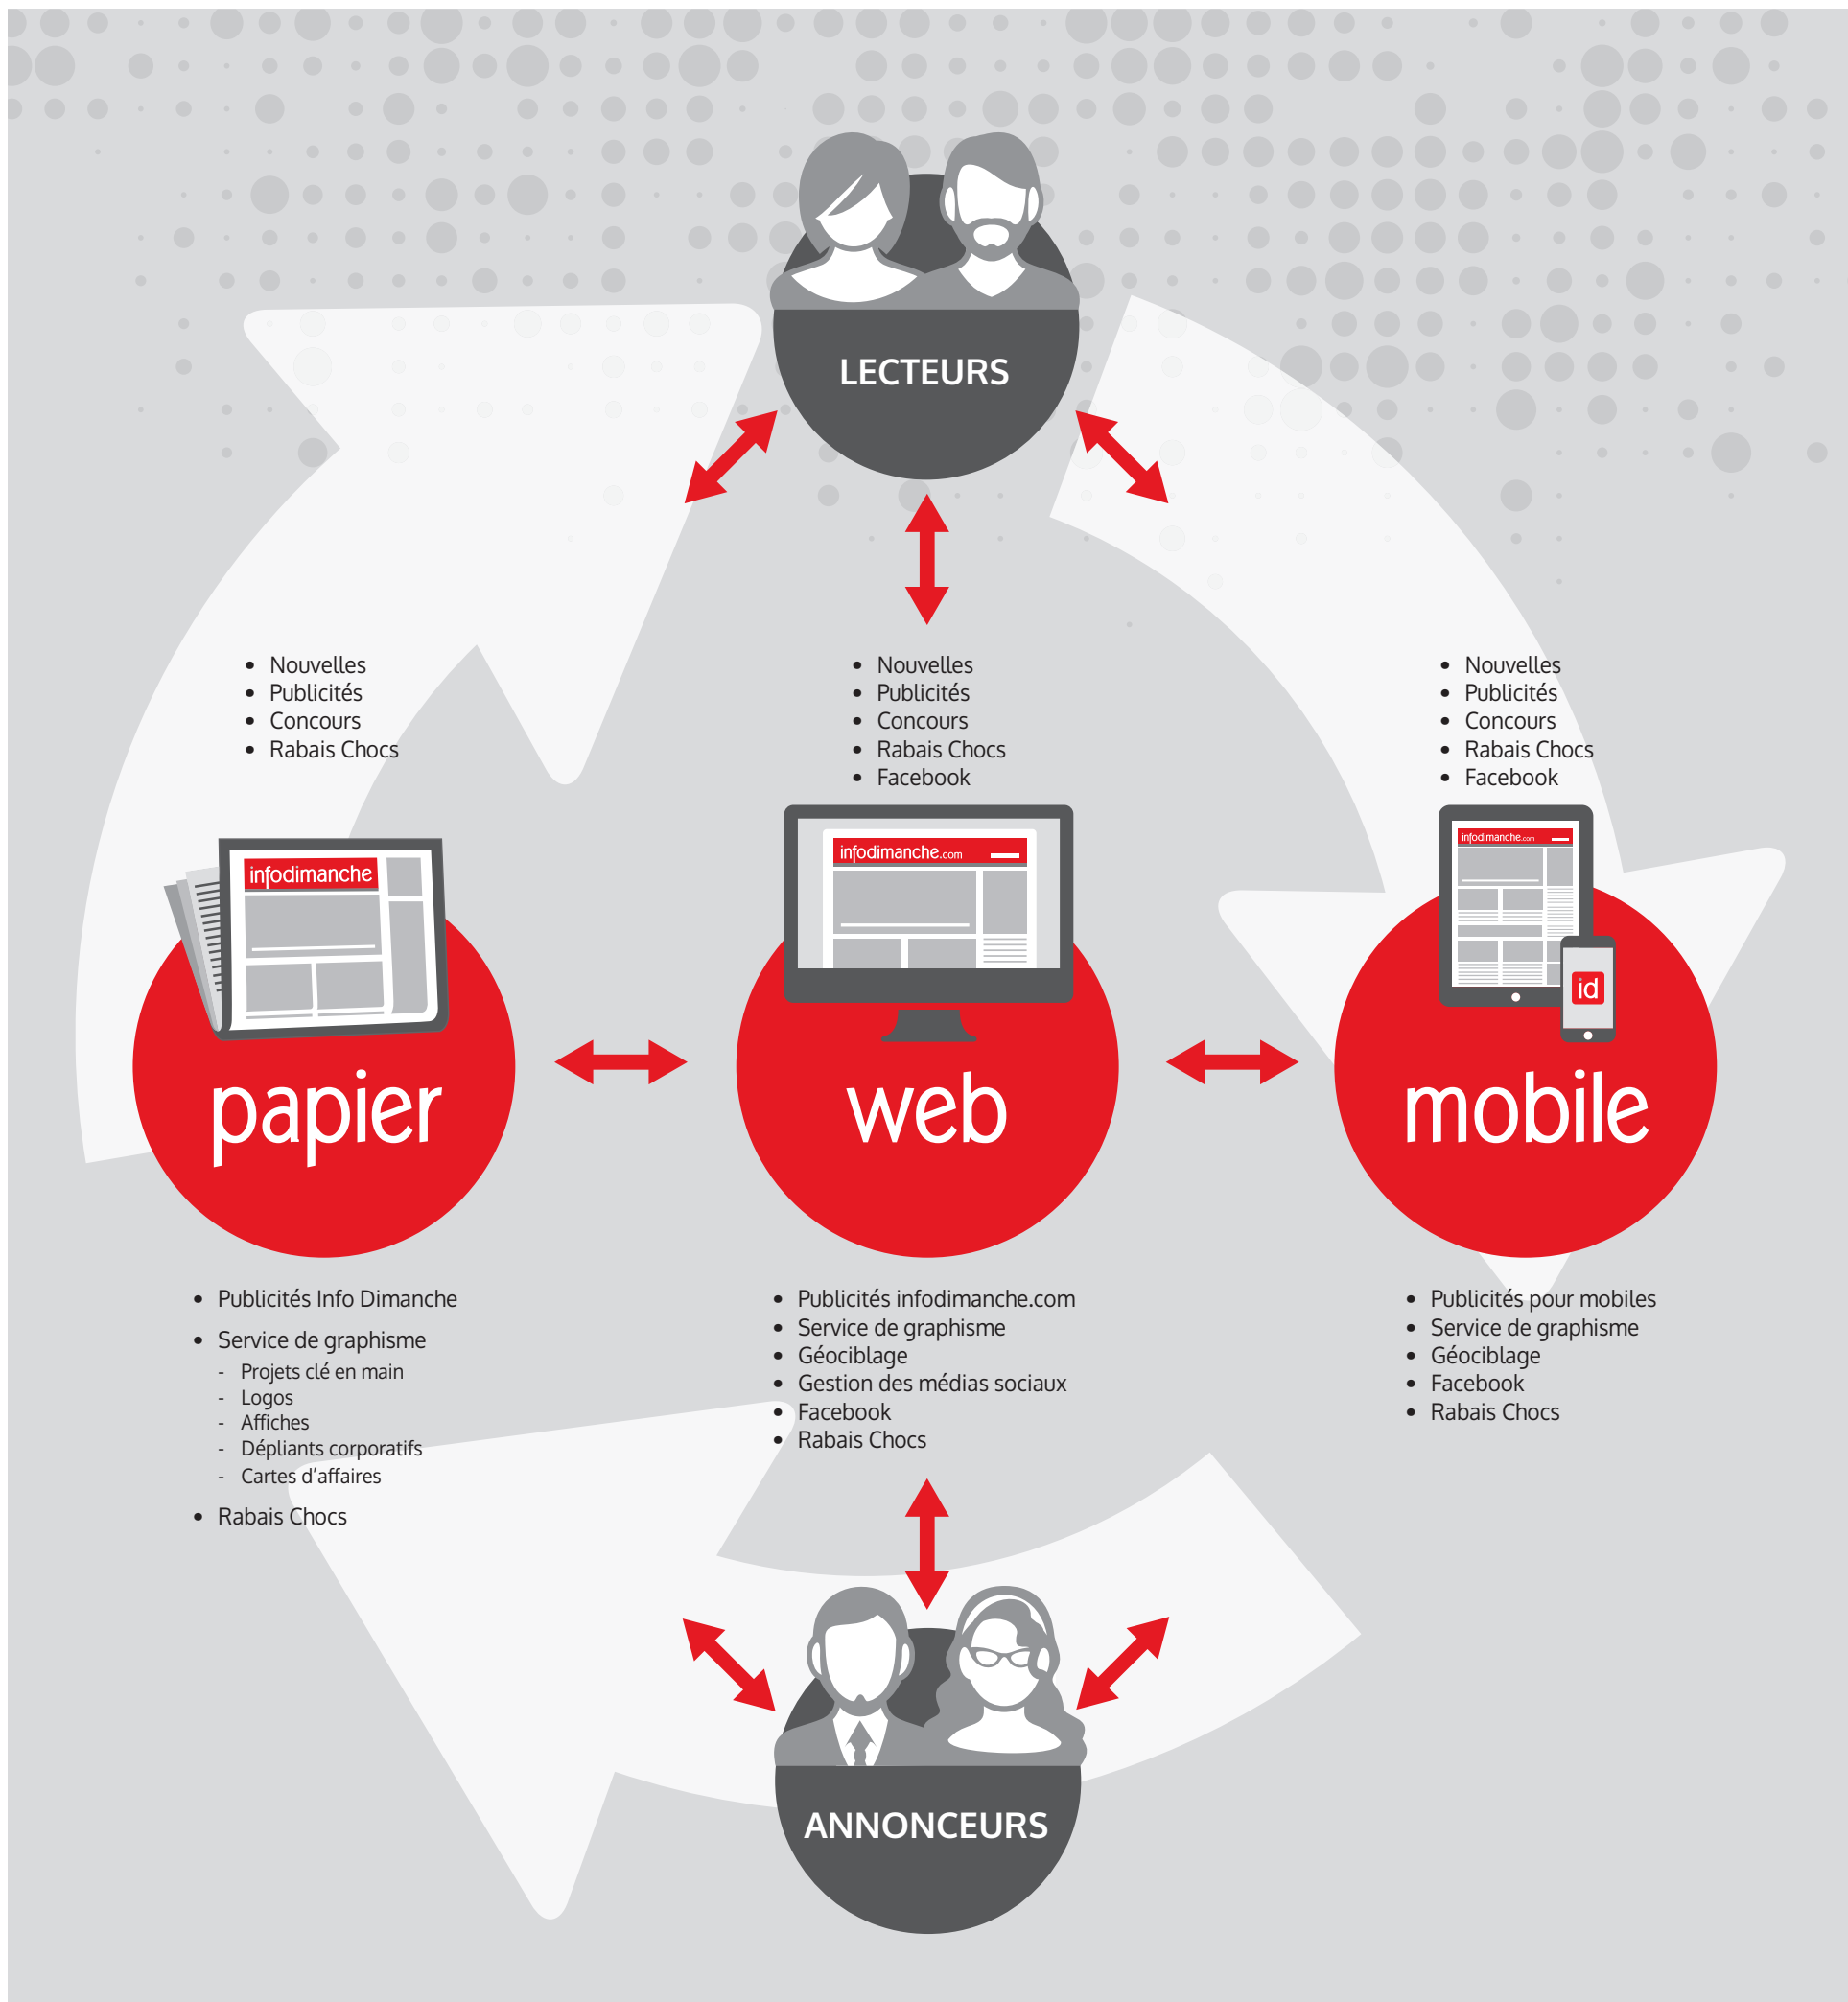 LECTEURS
• Nouvelles
• Publicités
• Concours
• Rabais Chocs
• Nouvelles
• Publicités
• Concours
• Rabais Chocs
• Facebook
• Nouvelles
• Publicités
• Concours
• Rabais Chocs
• Facebook
infodimanche
papier
infodimanche.com
web
infodimanche.com
id
mobile
• Publicités Info Dimanche
• Service de graphisme
- Projets clé en main
- Logos
- Affiches
- Dépliants corporatifs
- Cartes d'affaires
• Rabais Chocs
• Publicités infodimanche.com
• Service de graphisme
• Géociblage
• Gestion des médias sociaux
• Facebook
• Rabais Chocs
• Publicités pour mobiles
• Service de graphisme
• Géociblage
• Facebook
• Rabais Chocs
ANNONCEURS